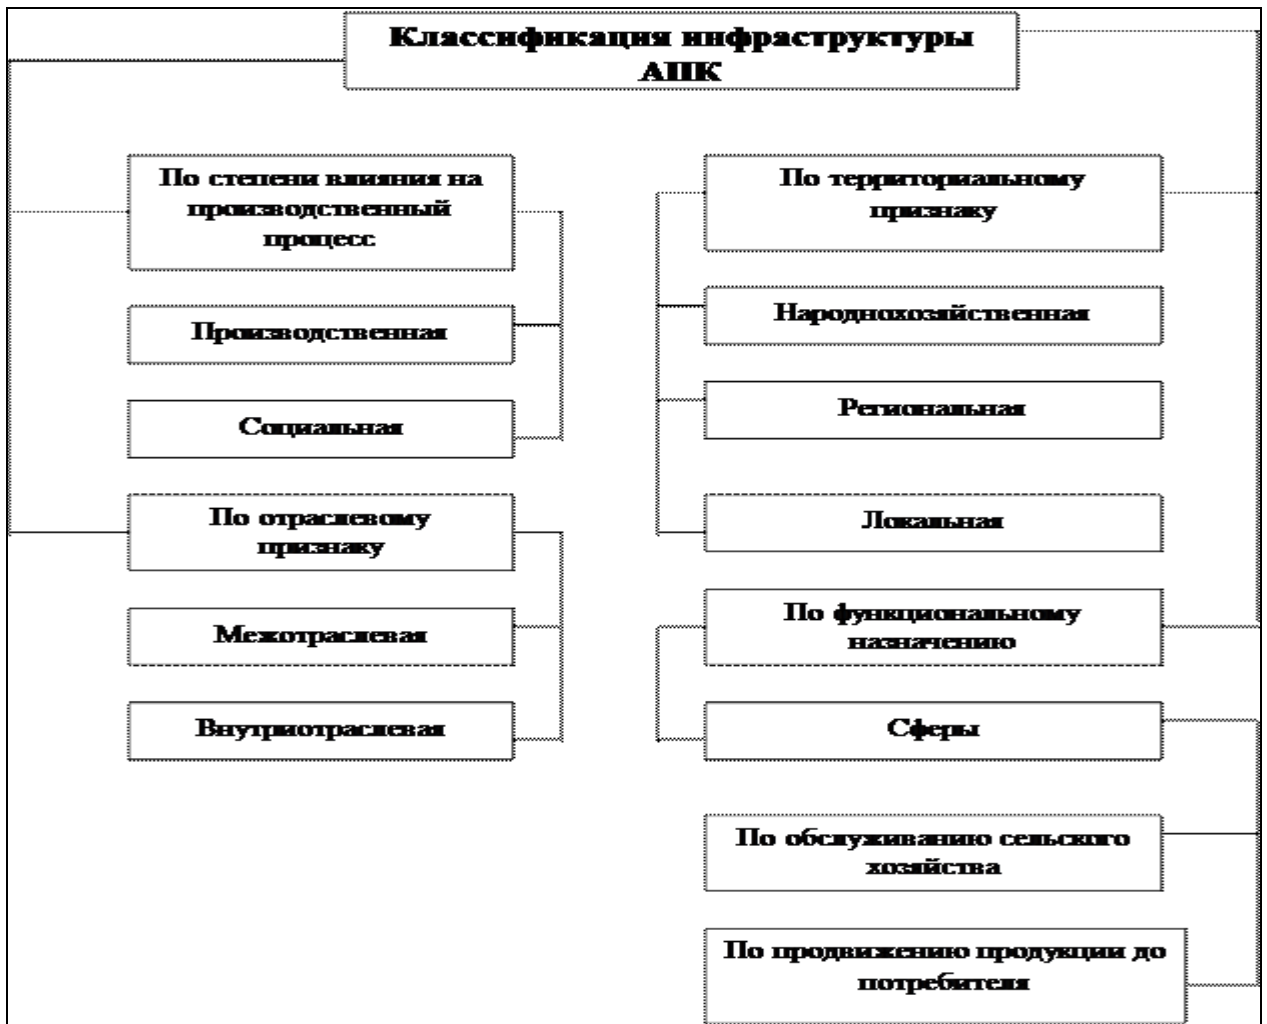 Классификация инфраструктуры
АПК
По степени влияния на
производственный
процесс
Производственная
Социальная
По отраслевому
признаку
Межотраслевая
Внутриотраслевая
По территориальному
признаку
Народнохозяйственная
Региональная
Локальная
По функциональному
назначению
Сферы
По обслуживанию сельского
хозяйства
По продвижению продукции до
потребителя